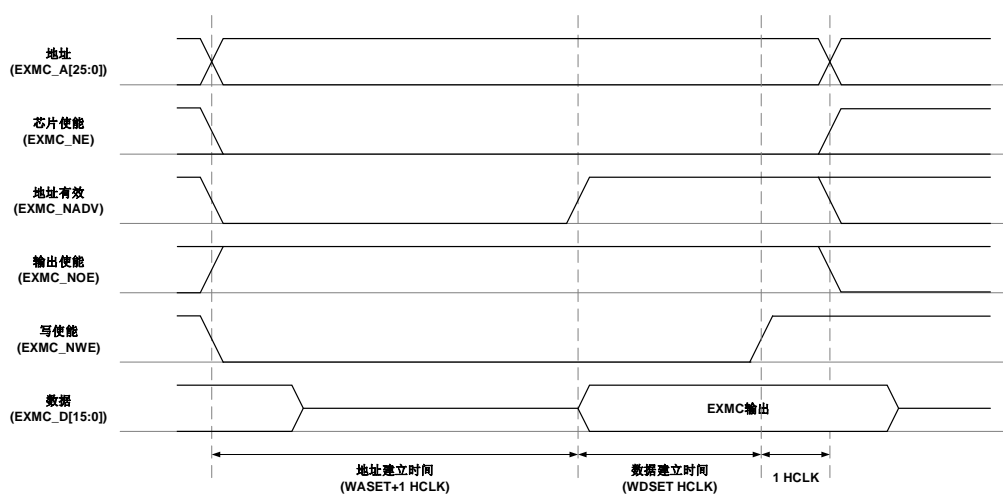 地址
(EXMC_A[25:0])
芯片使能
(EXMC_NE)
地址有效
(EXMC_NADV)
输出使能
(EXMC_NOE)
写使能
(EXMC_NWE)
数据
(EXMC_D[15:0])
EXMC输出
地址建立时间
(WASET+1 HCLK)
数据建立时间
(WDSET HCLK)
1 HCLK